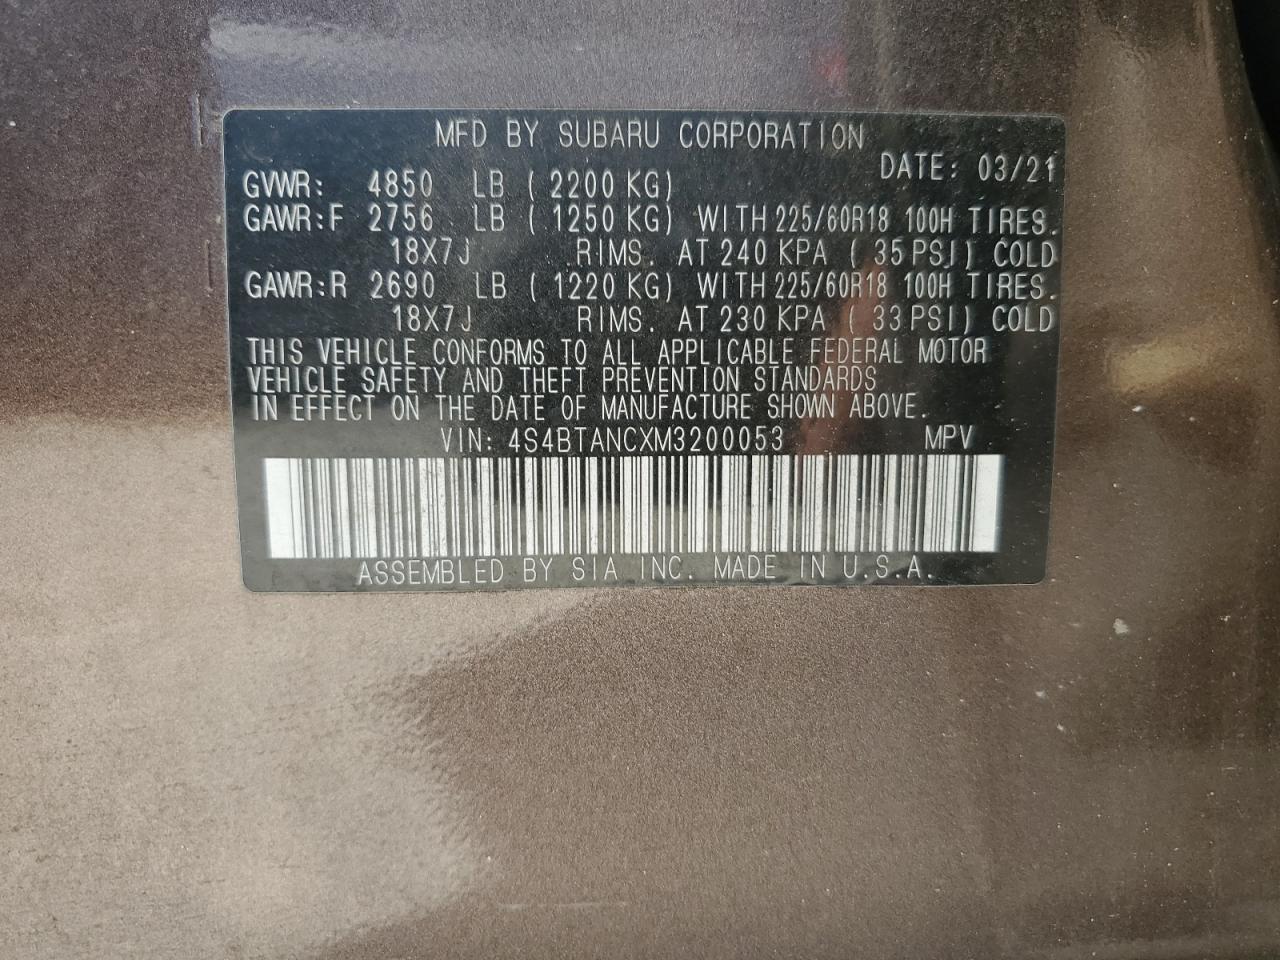 MFD BY SUBARU CORPORATION
DATE: 03/21
GVWR: 4850 LB ( 2200 KG)
GAWR:F 2756 LB ( 1250 KG) WITH 225/60R18 100H TIRES.
18X7J RIMS. AT 240 KPA ( 35 PSI) COLD
GAWR:R 2690 LB ( 1220 KG) WITH 225/60R18 100H TIRES.
18X7J RIMS. AT 230 KPA ( 33 PSI) COLD
THIS VEHICLE CONFORMS TO ALL APPLICABLE FEDERAL MOTOR
VEHICLE SAFETY AND THEFT PREVENTION STANDARDS
IN EFFECT ON THE DATE OF MANUFACTURE SHOWN ABOVE.
VIN: 4S4BTANCXM3200053 MPV
ASSEMBLED BY SIA INC. MADE IN U.S.A.